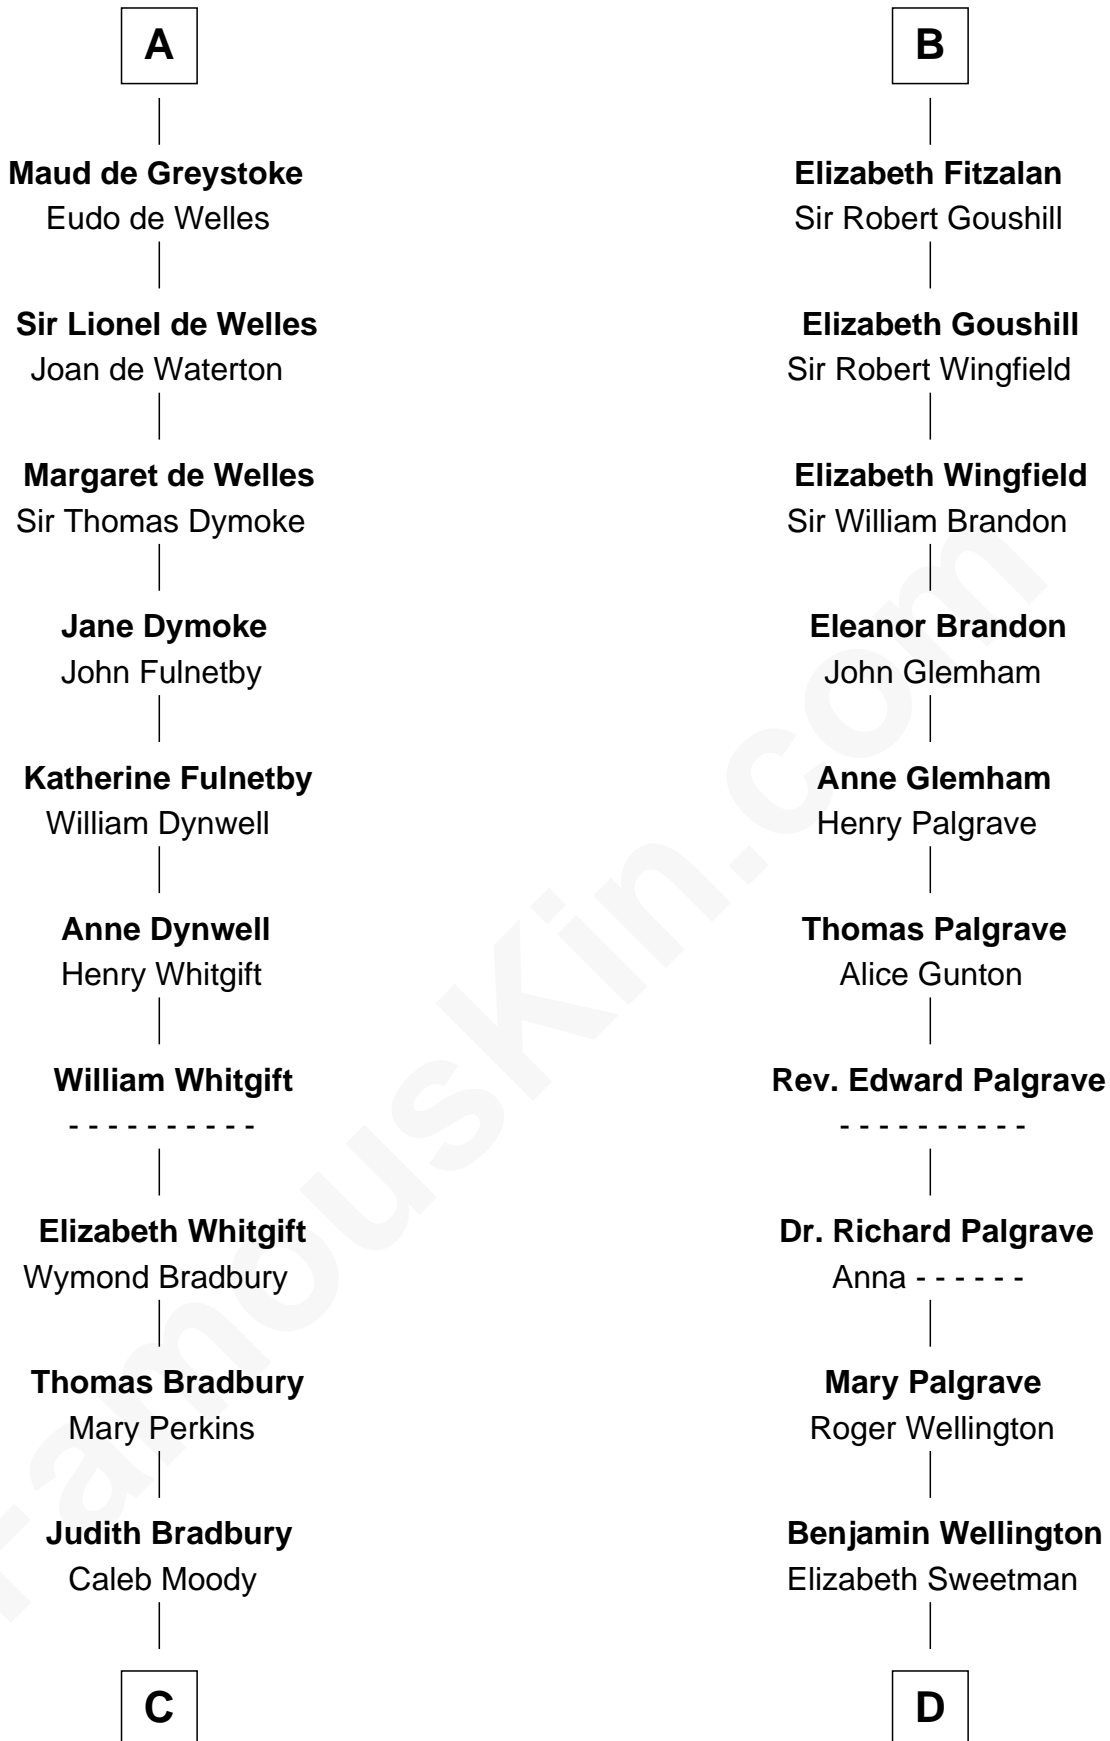 A
Maud de Greystoke
Eudo de Welles
Sir Lionel de Welles
Joan de Waterton
Margaret de Welles
Sir Thomas Dymoke
Jane Dymoke
John Fulnetby
Katherine Fulnetby
William Dynwell
Anne Dynwell
Henry Whitgift
William Whitgift
- - - - - - - - - -
Elizabeth Whitgift
Wymond Bradbury
Thomas Bradbury
Mary Perkins
Judith Bradbury
Caleb Moody
C
B
Elizabeth Fitzalan
Sir Robert Goushill
Elizabeth Goushill
Sir Robert Wingfield
Elizabeth Wingfield
Sir William Brandon
Eleanor Brandon
John Glemham
Anne Glemham
Henry Palgrave
Thomas Palgrave
Alice Gunton
Rev. Edward Palgrave
- - - - - - - - - -
Dr. Richard Palgrave
Anna - - - - - -
Mary Palgrave
Roger Wellington
Benjamin Wellington
Elizabeth Sweetman
D
FamousKin.com